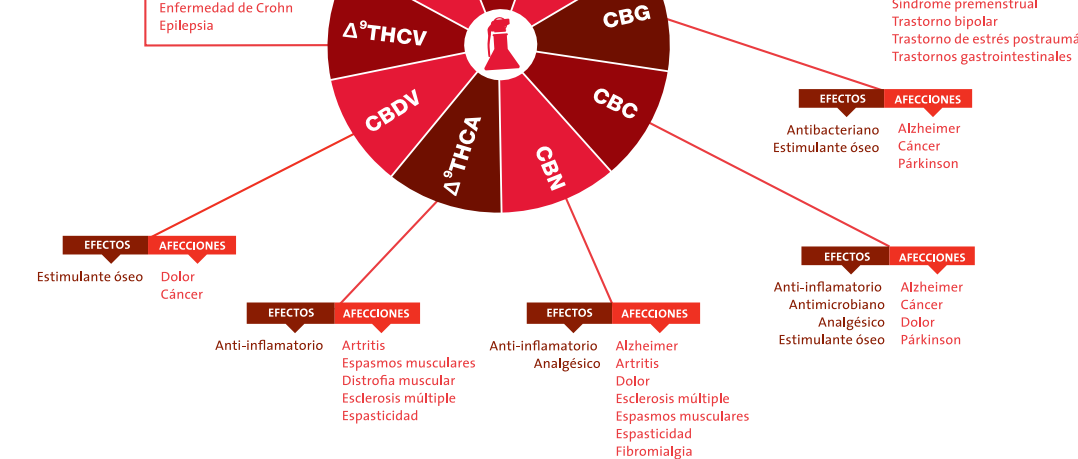 Enfermedad de Crohn
Epilepsia
Síndrome premenstrual
Trastorno bipolar
Trastorno de estrés postraumá
Trastornos gastrointestinales
Δ⁹THCV
CBG
CBDV
CBC
Δ⁹THCA
CBN
EFECTOS AFECCIONES
Antibacteriano
Estimulante óseo
Alzheimer
Cáncer
Párkinson
EFECTOS AFECCIONES
Estimulante óseo
Dolor
Cáncer
EFECTOS AFECCIONES
Anti-inflamatorio
Antimicrobiano
Analgésico
Estimulante óseo
Alzheimer
Cáncer
Dolor
Párkinson
EFECTOS AFECCIONES
Anti-inflamatorio
Artritis
Espasmos musculares
Distrofia muscular
Esclerosis múltiple
Espasticidad
EFECTOS AFECCIONES
Anti-inflamatorio
Analgésico
Alzheimer
Artritis
Dolor
Esclerosis múltiple
Espasmos musculares
Espasticidad
Fibromialgia